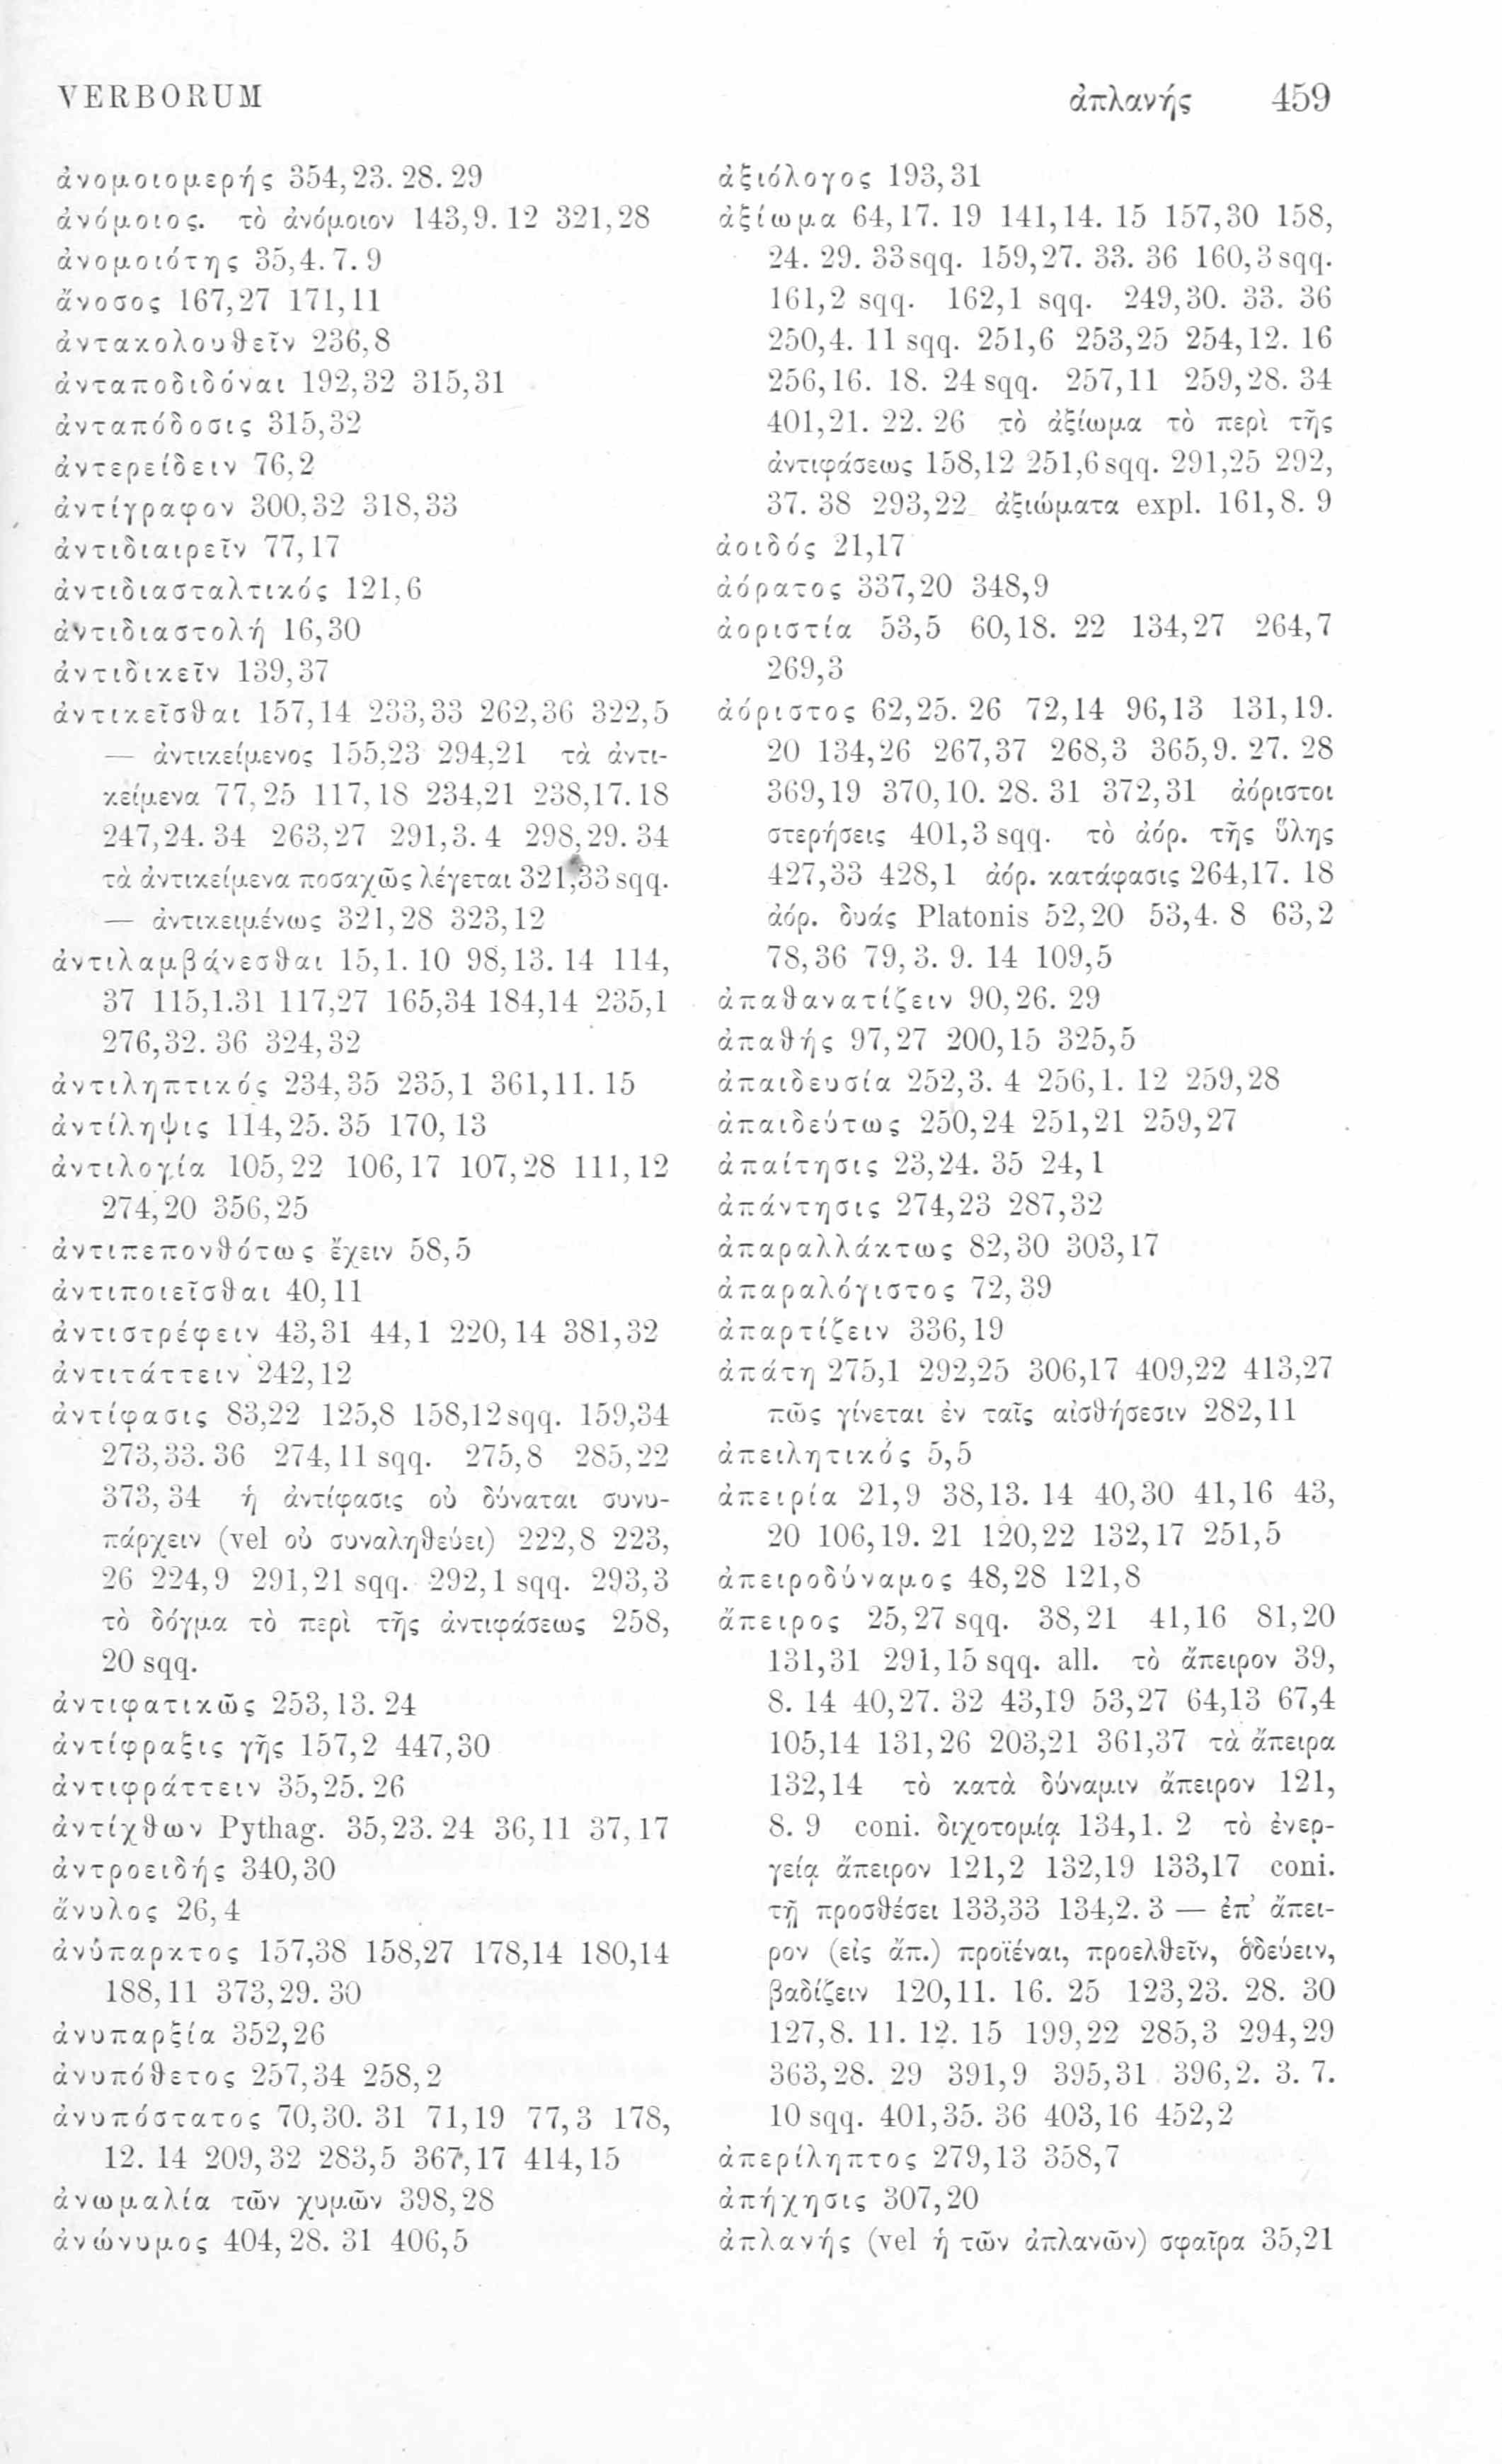 VERBORUM ἀπλανής 459
ἀνομοιομερής 354,23. 28. 29
ἀνόμοιος. τὸ ἀνόμοιον 143,9. 12 321,28
ἀνομοιότης 35,4. 7. 9
ἄνοσος 167,27 171,11
ἀντακολουθεῖν 236,8
ἀνταποδιδόναι 192,32 315,31
ἀνταπόδοσις 315,32
ἀντερείδειν 76,2
ἀντίγραφον 300,32 318,33
ἀντιδιαιρεῖν 77,17
ἀντιδιασταλτικός 121,6
ἀντιδιαστολή 16,30
ἀντιδικεῖν 139,37
ἀντικεῖσθαι 157,14 233,33 262,36 322,5
— ἀντικείμενος 155,23 294,21 τὰ ἀντι-
κείμενα 77,25 117,18 234,21 238,17. 18
247,24. 34 263,27 291,3. 4 298,29. 34
τὰ ἀντικείμενα ποσαχῶς λέγεται 321,33 sqq.
— ἀντικειμένως 321,28 323,12
ἀντιλαμβάνεσθαι 15,1. 10 98,13. 14 114,
37 115,1.31 117,27 165,34 184,14 235,1
276,32. 36 324,32
ἀντιληπτικός 234,35 235,1 361,11. 15
ἀντίληψις 114,25. 35 170,13
ἀντιλογία 105,22 106,17 107,28 111,12
274,20 356,25
ἀντιπεπονθότως ἔχειν 58,5
ἀντιποιεῖσθαι 40,11
ἀντιστρέφειν 43,31 44,1 220,14 381,32
ἀντιτάττειν 242,12
ἀντίφασις 83,22 125,8 158,12 sqq. 159,34
273,33. 36 274,11 sqq. 275,8 285,22
373,34 ἡ ἀντίφασις οὐ δύναται συνυ-
πάρχειν (vel οὐ συναληθεύει) 222,8 223,
26 224,9 291,21 sqq. 292,1 sqq. 293,3
τὸ δόγμα τὸ περὶ τῆς ἀντιφάσεως 258,
20 sqq.
ἀντιφατικῶς 253,13. 24
ἀντίφραξις γῆς 157,2 447,30
ἀντιφράττειν 35,25. 26
ἀντίχθων Pythag. 35,23. 24 36,11 37,17
ἀντροειδής 340,30
ἄνυλος 26,4
ἀνύπαρκτος 157,38 158,27 178,14 180,14
188,11 373,29. 30
ἀνυπαρξία 352,26
ἀνυπόθετος 257,34 258,2
ἀνυπόστατος 70,30. 31 71,19 77,3 178,
12. 14 209,32 283,5 367,17 414,15
ἀνωμαλία τῶν χυμῶν 398,28
ἀνώνυμος 404,28. 31 406,5
ἀξιόλογος 193,31
ἀξίωμα 64,17. 19 141,14. 15 157,30 158,
24. 29. 33 sqq. 159,27. 33. 36 160,3 sqq.
161,2 sqq. 162,1 sqq. 249,30. 33. 36
250,4. 11 sqq. 251,6 253,25 254,12. 16
256,16. 18. 24 sqq. 257,11 259,28. 34
401,21. 22. 26 τὸ ἀξίωμα τὸ περὶ τῆς
ἀντιφάσεως 158,12 251,6 sqq. 291,25 292,
37. 38 293,22 ἀξιώματα expl. 161,8. 9
ἀοιδός 21,17
ἀόρατος 337,20 348,9
ἀοριστία 53,5 60,18. 22 134,27 264,7
269,3
ἀόριστος 62,25. 26 72,14 96,13 131,19.
20 134,26 267,37 268,3 365,9. 27. 28
369,19 370,10. 28. 31 372,31 ἀόριστοι
στερήσεις 401,3 sqq. τὸ ἀόρ. τῆς ὕλης
427,33 428,1 ἀόρ. κατάφασις 264,17. 18
ἀόρ. δυάς Platonis 52,20 53,4. 8 63,2
78,36 79,3. 9. 14 109,5
ἀπαθανατίζειν 90,26. 29
ἀπαθής 97,27 200,15 325,5
ἀπαιδευσία 252,3. 4 256,1. 12 259,28
ἀπαιδεύτως 250,24 251,21 259,27
ἀπαίτησις 23,24. 35 24,1
ἀπάντησις 274,23 287,32
ἀπαραλλάκτως 82,30 303,17
ἀπαραλόγιστος 72,39
ἀπαρτίζειν 336,19
ἀπάτη 275,1 292,25 306,17 409,22 413,27
πῶς γίνεται ἐν ταῖς αἰσθήσεσιν 282,11
ἀπειλητικός 5,5
ἀπειρία 21,9 38,13. 14 40,30 41,16 43,
20 106,19. 21 120,22 132,17 251,5
ἀπειροδύναμος 48,28 121,8
ἄπειρος 25,27 sqq. 38,21 41,16 81,20
131,31 291,15 sqq. all. τὸ ἄπειρον 39,
8. 14 40,27. 32 43,19 53,27 64,13 67,4
105,14 131,26 203,21 361,37 τὰ ἄπειρα
132,14 τὸ κατὰ δύναμιν ἄπειρον 121,
8. 9 coni. διχοτομίᾳ 134,1. 2 τὸ ἐνερ-
γείᾳ ἄπειρον 121,2 132,19 133,17 coni.
τῇ προσθέσει 133,33 134,2. 3 — ἐπ’ ἄπει-
ρον (εἰς ἄπ.) προϊέναι, προελθεῖν, ὁδεύειν,
βαδίζειν 120,11. 16. 25 123,23. 28. 30
127,8. 11. 12. 15 199,22 285,3 294,29
363,28. 29 391,9 395,31 396,2. 3. 7.
10 sqq. 401,35. 36 403,16 452,2
ἀπερίληπτος 279,13 358,7
ἀπήχησις 307,20
ἀπλανής (vel ἡ τῶν ἀπλανῶν) σφαῖρα 35,21